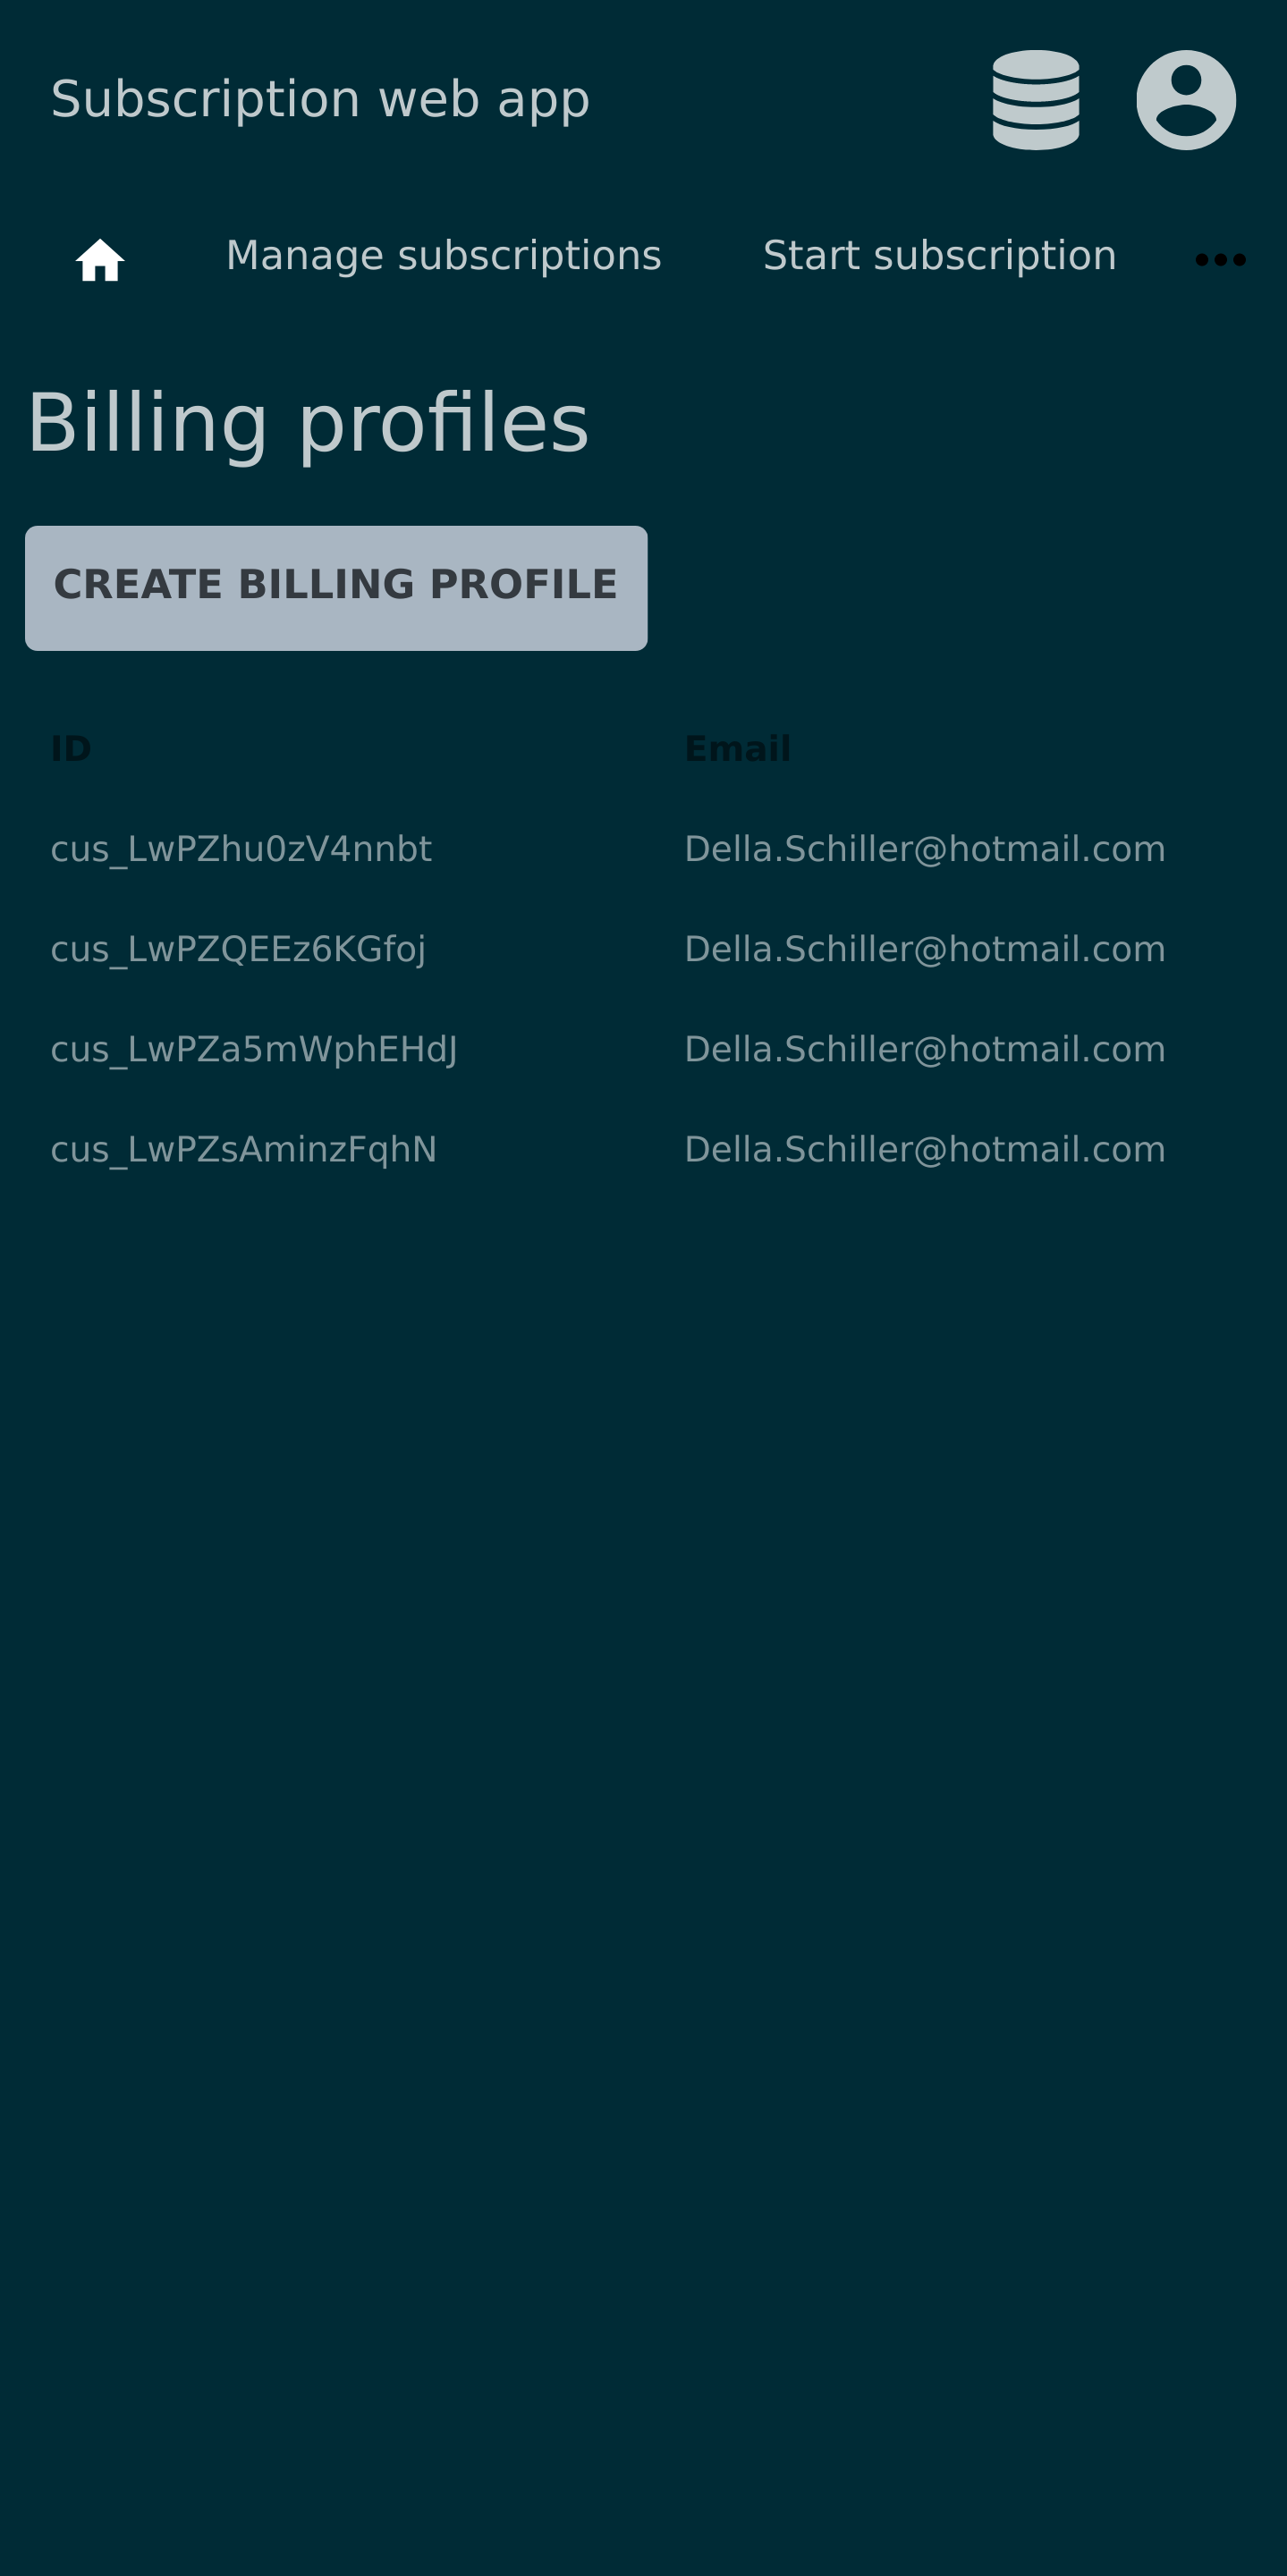 Subscription web app
Manage subscriptions Start subscription
Billing profiles
CREATE BILLING PROFILE
ID Email
cus_LwPZhu0zV4nnbt Della.Schiller@hotmail.com
cus_LwPZQEEz6KGfoj Della.Schiller@hotmail.com
cus_LwPZa5mWphEHdJ Della.Schiller@hotmail.com
cus_LwPZsAminzFqhN Della.Schiller@hotmail.com